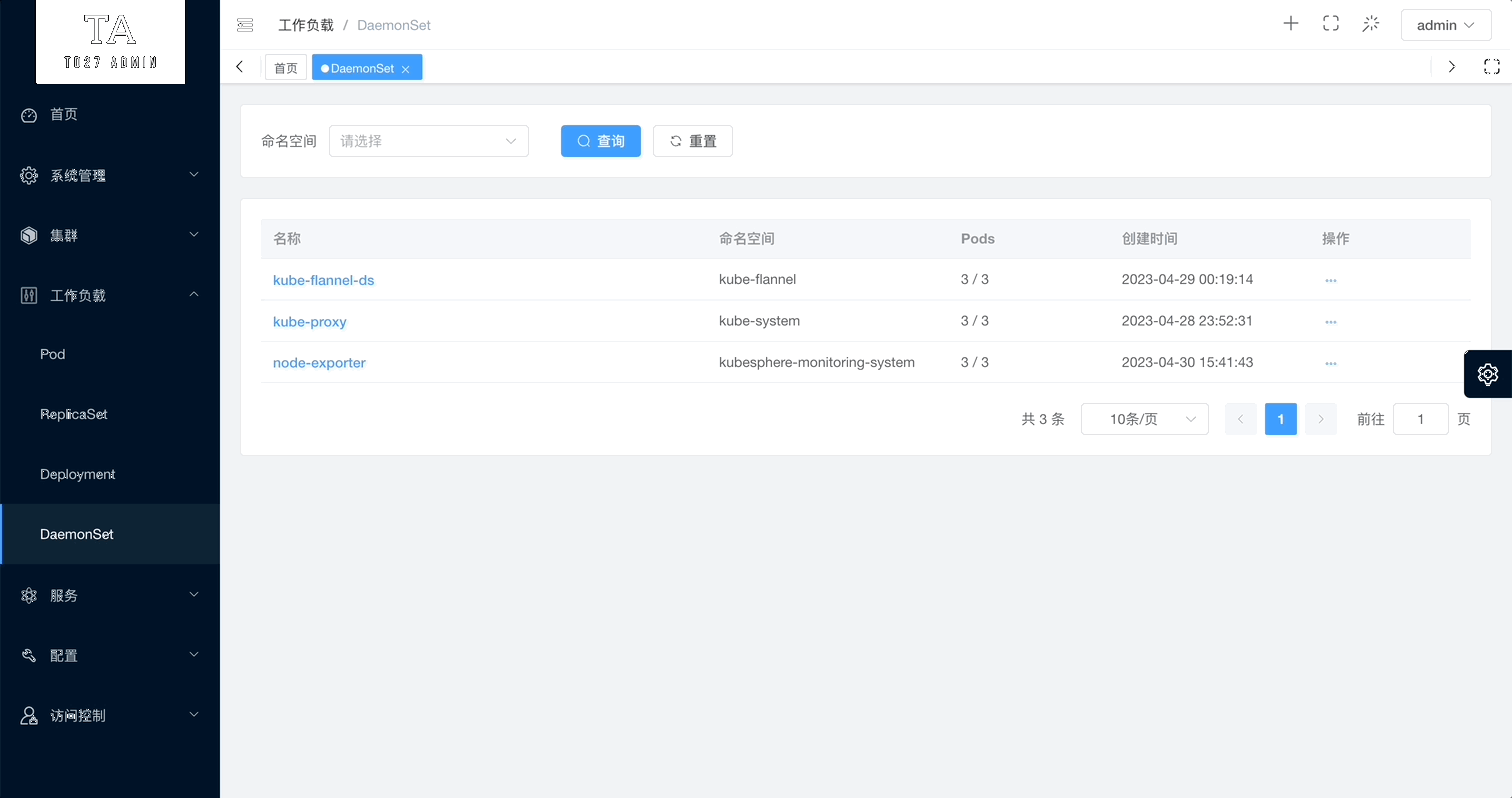 TA
TO27 ADMIN
首页
系统管理
集群
工作负载
Pod
ReplicaSet
Deployment
DaemonSet
服务
配置
访问控制
工作负载 / DaemonSet
admin
首页
DaemonSet
命名空间 请选择 查询 重置
名称 命名空间 Pods 创建时间 操作
kube-flannel-ds kube-flannel 3 / 3 2023-04-29 00:19:14 •••
kube-proxy kube-system 3 / 3 2023-04-28 23:52:31 •••
node-exporter kubesphere-monitoring-system 3 / 3 2023-04-30 15:41:43 •••
共 3 条 10条/页 1 前往 1 页